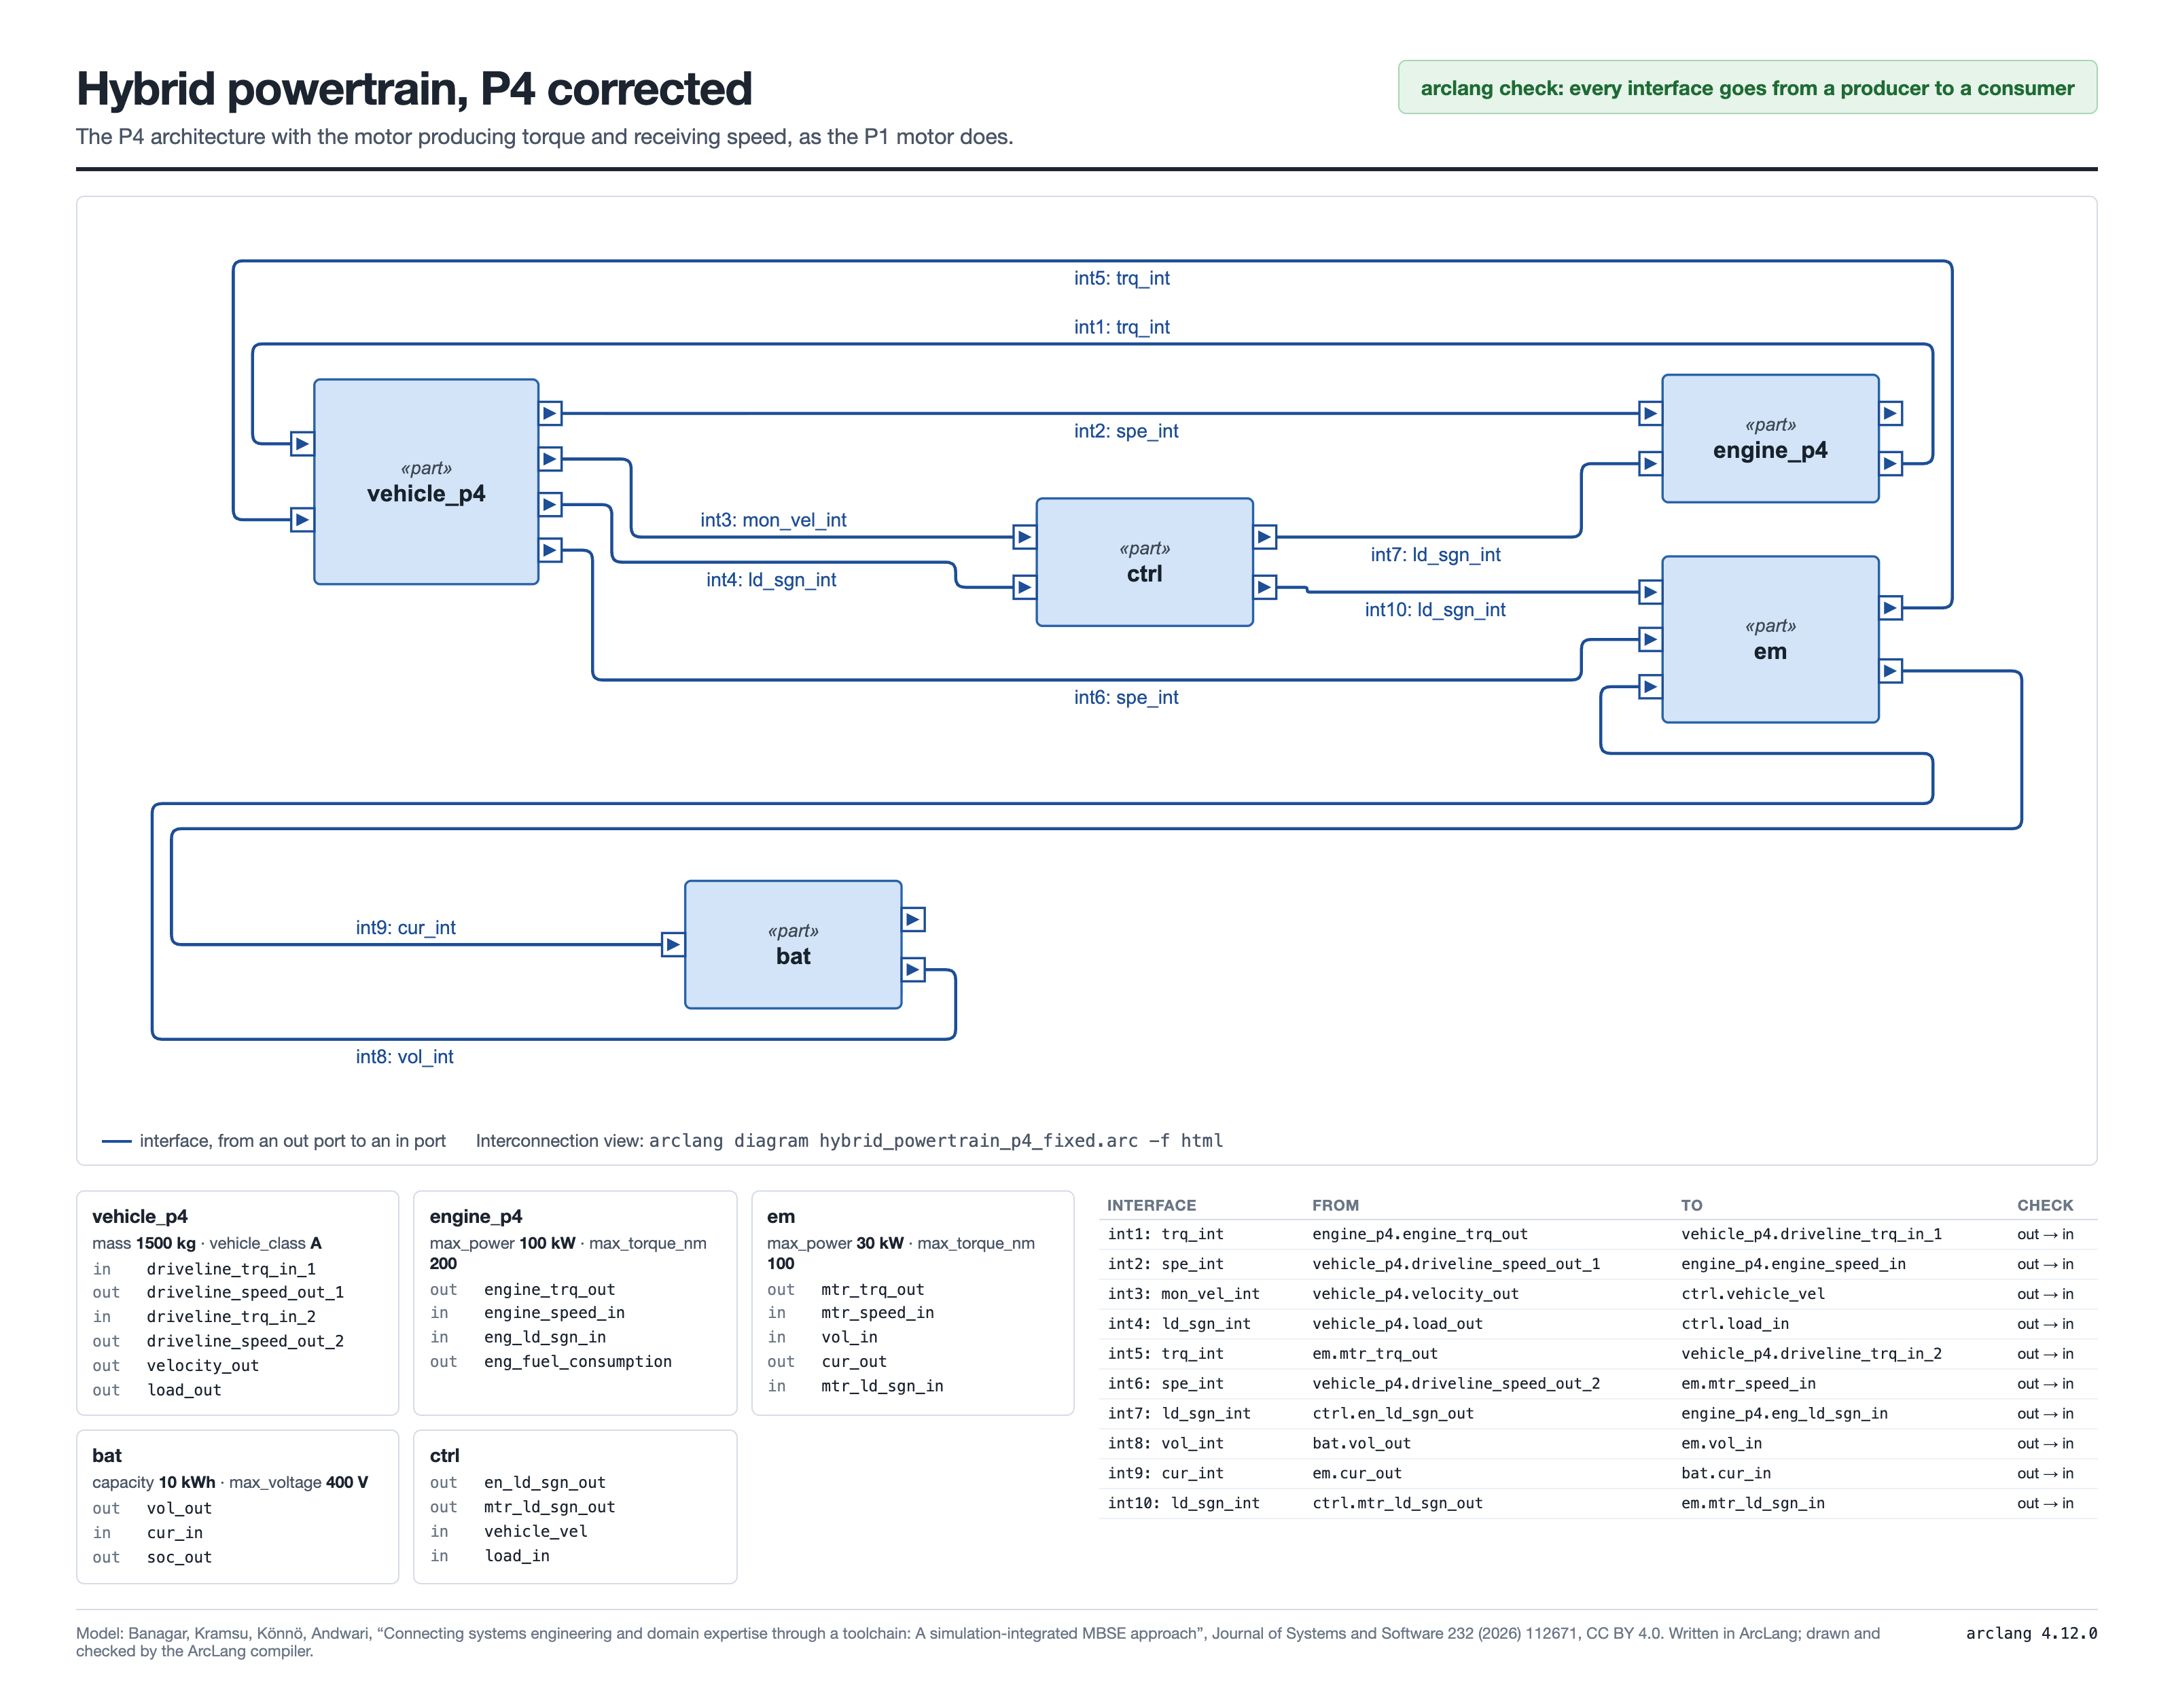 Hybrid powertrain, P4 corrected
arclang check: every interface goes from a producer to a consumer
The P4 architecture with the motor producing torque and receiving speed, as the P1 motor does.
int5: trq_int
int1: trq_int
int2: spe_int
«part»
vehicle_p4
«part»
engine_p4
int3: mon_vel_int
int4: ld_sgn_int
«part»
ctrl
int7: ld_sgn_int
int10: ld_sgn_int
«part»
em
int6: spe_int
int9: cur_int
«part»
bat
int8: vol_int
interface, from an out port to an in port
Interconnection view: arclang diagram hybrid_powertrain_p4_fixed.arc -f html
vehicle_p4
mass 1500 kg · vehicle_class A
in driveline_trq_in_1
out driveline_speed_out_1
in driveline_trq_in_2
out driveline_speed_out_2
out velocity_out
out load_out
engine_p4
max_power 100 kW · max_torque_nm
200
out engine_trq_out
in engine_speed_in
in eng_ld_sgn_in
out eng_fuel_consumption
em
max_power 30 kW · max_torque_nm
100
out mtr_trq_out
in mtr_speed_in
in vol_in
out cur_out
in mtr_ld_sgn_in
bat
capacity 10 kWh · max_voltage 400 V
out vol_out
in cur_in
out soc_out
ctrl
out en_ld_sgn_out
out mtr_ld_sgn_out
in vehicle_vel
in load_in
INTERFACE FROM TO CHECK
int1: trq_int engine_p4.engine_trq_out vehicle_p4.driveline_trq_in_1 out → in
int2: spe_int vehicle_p4.driveline_speed_out_1 engine_p4.engine_speed_in out → in
int3: mon_vel_int vehicle_p4.velocity_out ctrl.vehicle_vel out → in
int4: ld_sgn_int vehicle_p4.load_out ctrl.load_in out → in
int5: trq_int em.mtr_trq_out vehicle_p4.driveline_trq_in_2 out → in
int6: spe_int vehicle_p4.driveline_speed_out_2 em.mtr_speed_in out → in
int7: ld_sgn_int ctrl.en_ld_sgn_out engine_p4.eng_ld_sgn_in out → in
int8: vol_int bat.vol_out em.vol_in out → in
int9: cur_int em.cur_out bat.cur_in out → in
int10: ld_sgn_int ctrl.mtr_ld_sgn_out em.mtr_ld_sgn_in out → in
Model: Banagar, Kramsu, Könnö, Andwari, “Connecting systems engineering and domain expertise through a toolchain: A simulation-integrated MBSE approach”, Journal of Systems and Software 232 (2026) 112671, CC BY 4.0. Written in ArcLang; drawn and
checked by the ArcLang compiler.
arclang 4.12.0